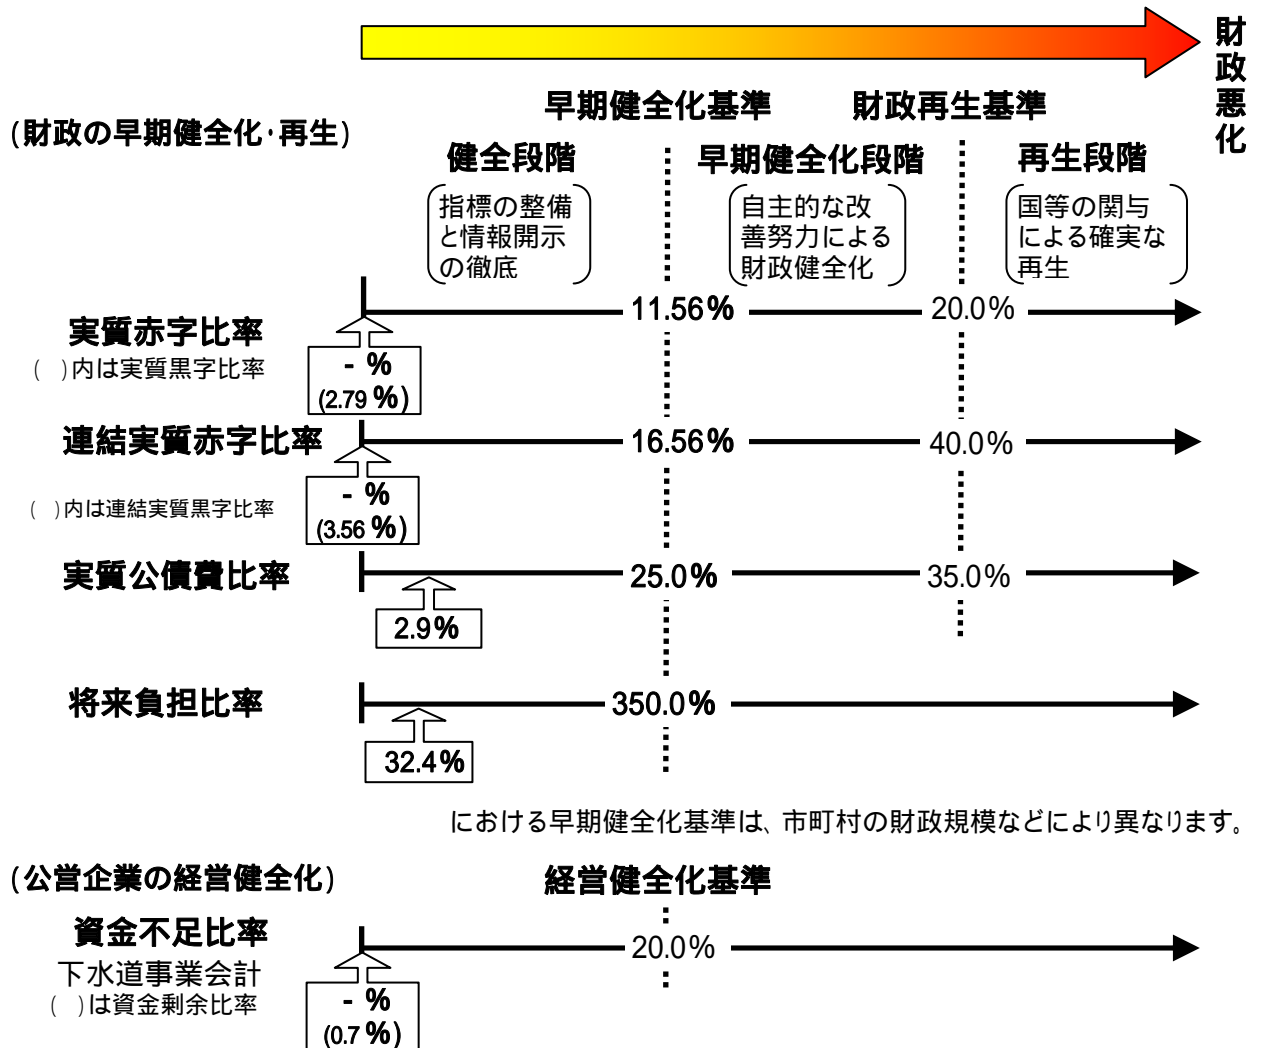 財政悪化
早期健全化基準 財政再生基準
(財政の早期健全化・再生)
健全段階 早期健全化段階 再生段階
指標の整備
と情報開示
の徹底
自主的な改
善努力による
財政健全化
国等の関与
による確実な
再生
実質赤字比率
( )内は実質黒字比率
11.56% 20.0%
- %
(2.79 %)
連結実質赤字比率
( )内は連結実質黒字比率
16.56% 40.0%
- %
(3.56 %)
実質公債費比率
25.0% 35.0%
2.9%
将来負担比率
350.0%
32.4%
における早期健全化基準は、市町村の財政規模などにより異なります。
(公営企業の経営健全化) 経営健全化基準
資金不足比率
下水道事業会計
( )は資金剰余比率
20.0%
- %
(0.7 %)